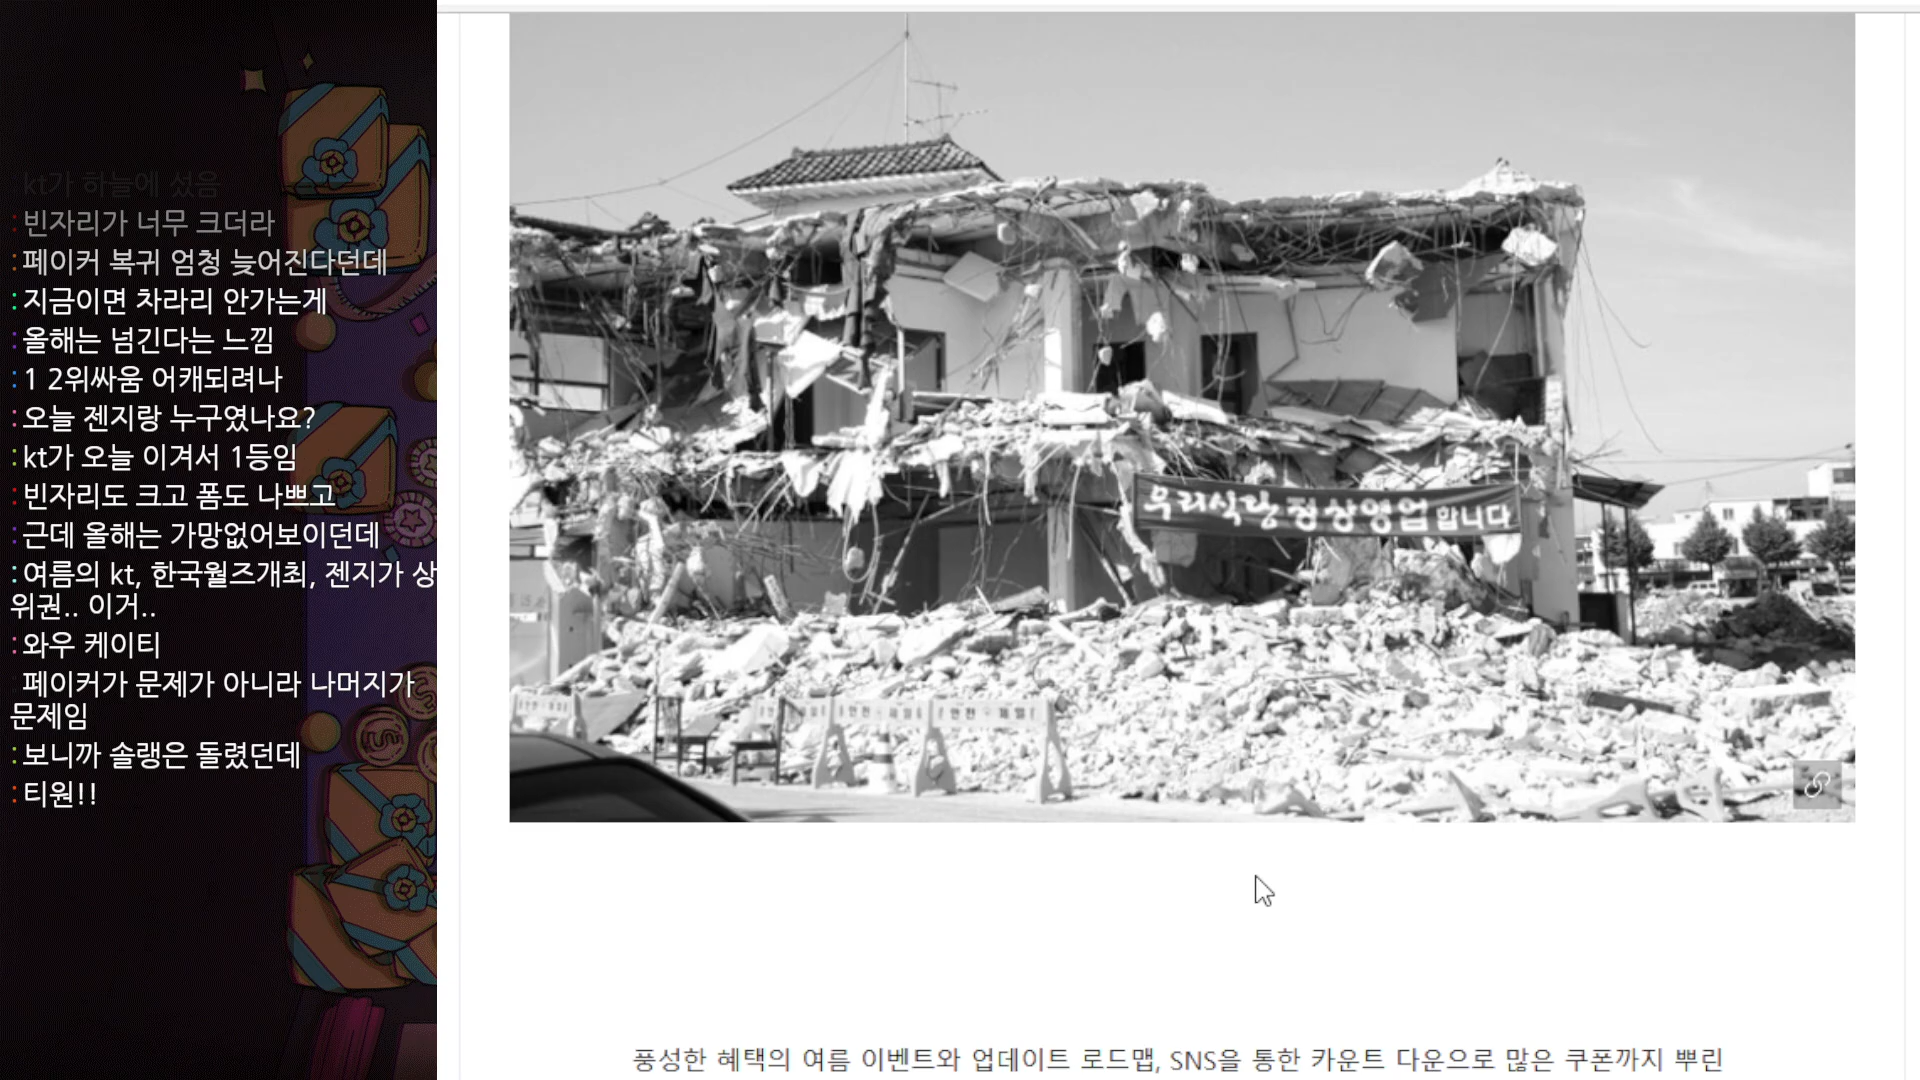 kt가 하늘에 섰음
: 빈자리가 너무 크더라
: 페이커 복귀 엄청 늦어진다던데
: 지금이면 차라리 안가는게
: 올해는 넘긴다는 느낌
: 1 2위싸움 어캐되려나
: 오늘 젠지랑 누구였나요?
: kt가 오늘 이겨서 1등임
: 빈자리도 크고 폼도 나쁘고
: 근데 올해는 가망없어보이던데
: 여름의 kt, 한국월즈개최, 젠지가 상
위권.. 이거..
: 와우 케이티
페이커가 문제가 아니라 나머지가
문제임
: 보니까 솔랭은 돌렸던데
: 티원!!
우리식당 정상영업 합니다
풍성한 혜택의 여름 이벤트와 업데이트 로드맵, SNS을 통한 카운트 다운으로 많은 쿠폰까지 뿌린